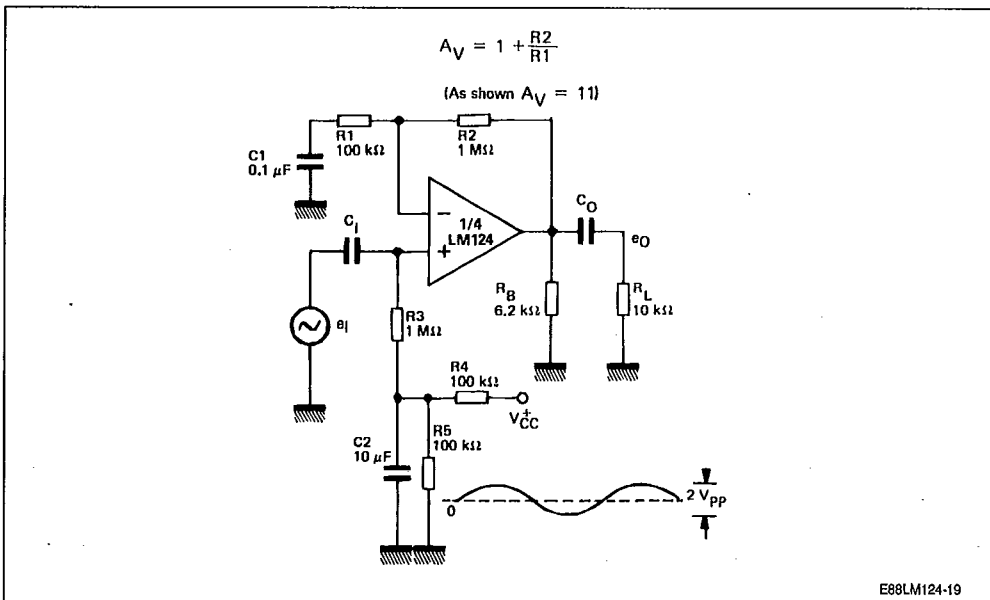 A_V = 1 + R2/R1
(As shown A_V = 11)
R1
100 kΩ
R2
1 MΩ
C1
0.1 µF
C_I
1/4
LM124
−
+
C_O
e_O
R_B
6.2 kΩ
R_L
10 kΩ
e_I
R3
1 MΩ
R4
100 kΩ
V_CC^+
C2
10 µF
R5
100 kΩ
0
2 V_PP
E88LM124-19